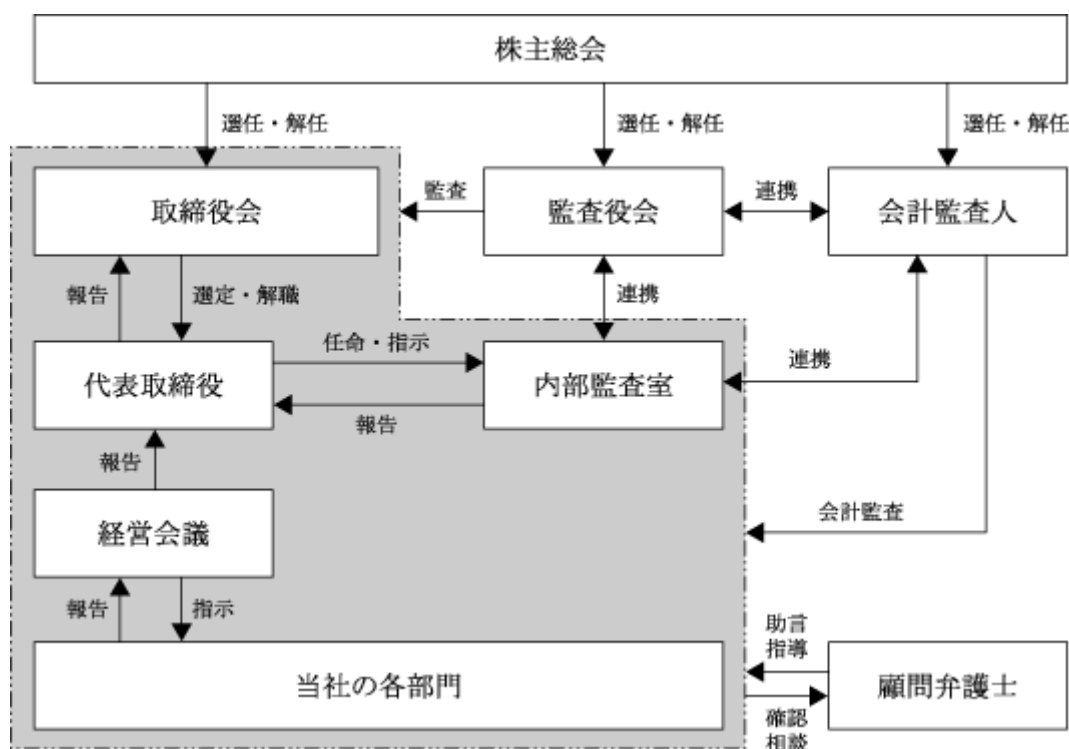 株主総会
選任・解任
選任・解任
選任・解任
取締役会
監査
監査役会
連携
会計監査人
報告
選定・解職
連携
任命・指示
代表取締役
内部監査室
連携
報告
報告
経営会議
会計監査
報告
指示
助言
指導
当社の各部門
顧問弁護士
確認
相談